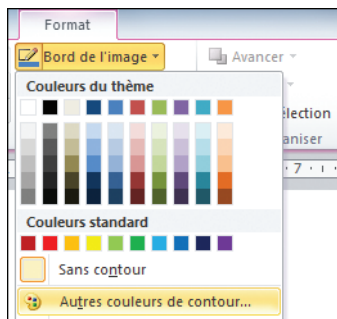 Format
Bord de l'image
Avancer
élection
aniser
7
Couleurs du thème
Couleurs standard
Sans contour
Autres couleurs de contour...